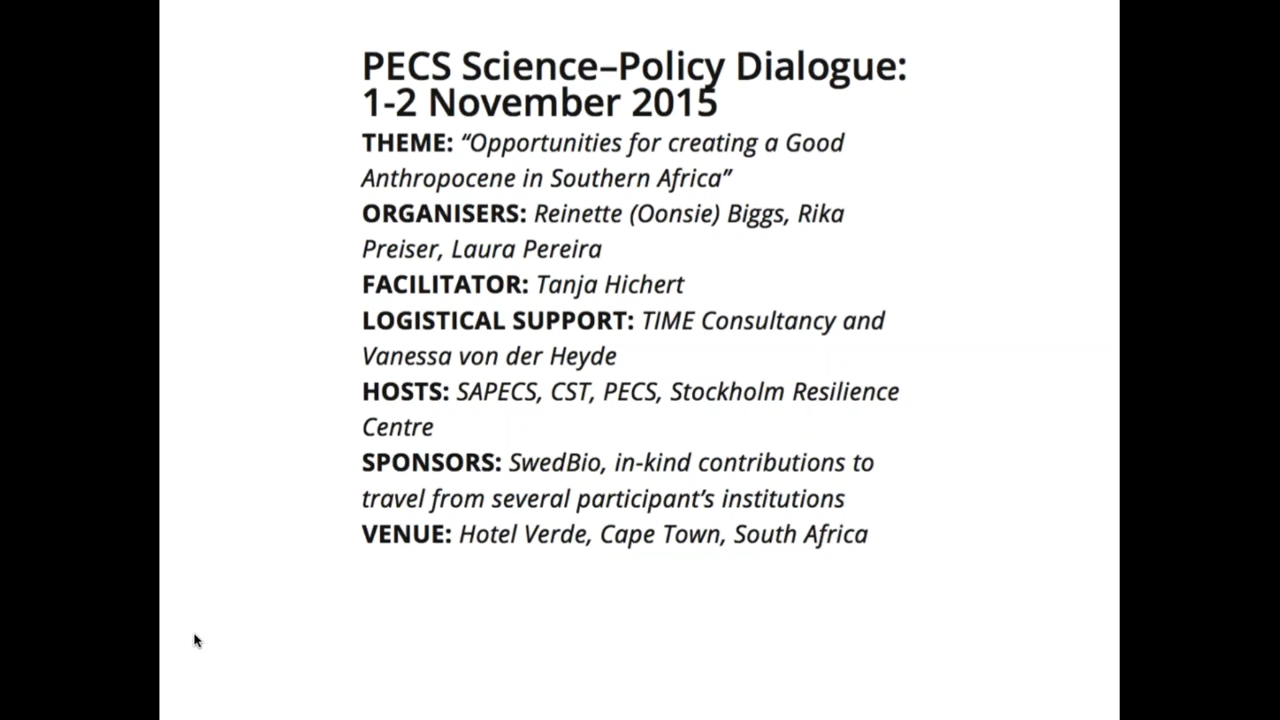 PECS Science–Policy Dialogue:
1-2 November 2015
THEME: “Opportunities for creating a Good
Anthropocene in Southern Africa”
ORGANISERS: Reinette (Oonsie) Biggs, Rika
Preiser, Laura Pereira
FACILITATOR: Tanja Hichert
LOGISTICAL SUPPORT: TIME Consultancy and
Vanessa von der Heyde
HOSTS: SAPECS, CST, PECS, Stockholm Resilience
Centre
SPONSORS: SwedBio, in-kind contributions to
travel from several participant’s institutions
VENUE: Hotel Verde, Cape Town, South Africa